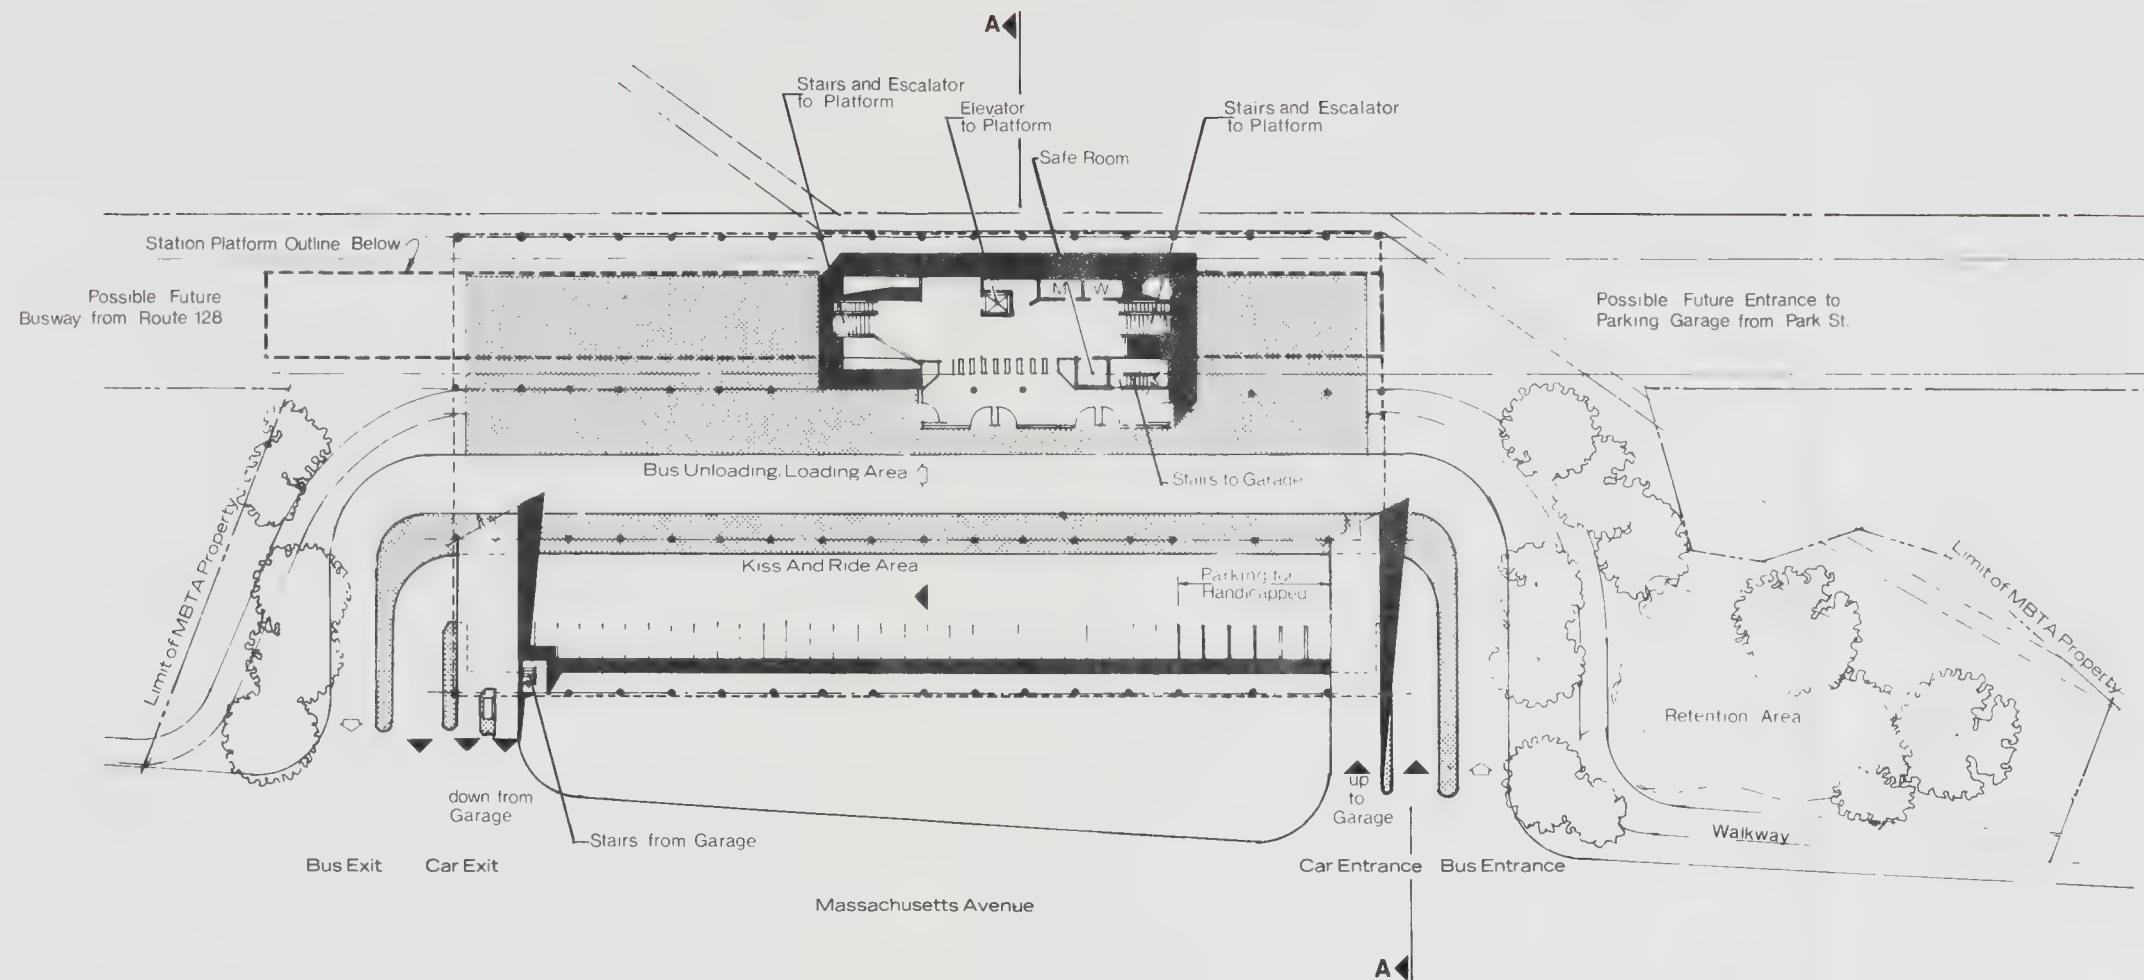 A
Stairs and Escalator
to Platform
Elevator
to Platform
Stairs and Escalator
to Platform
Safe Room
Station Platform Outline Below
Possible Future
Busway from Route 128
M W
Possible Future Entrance to
Parking Garage from Park St.
Bus Unloading, Loading Area
Stairs to Garage
Limit of MBTA Property
Kiss And Ride Area
Parking for
Handicapped
Limit of MBTA Property
Retention Area
down from
Garage
up
to
Garage
Stairs from Garage
Walkway
Bus Exit
Car Exit
Car Entrance
Bus Entrance
Massachusetts Avenue
A